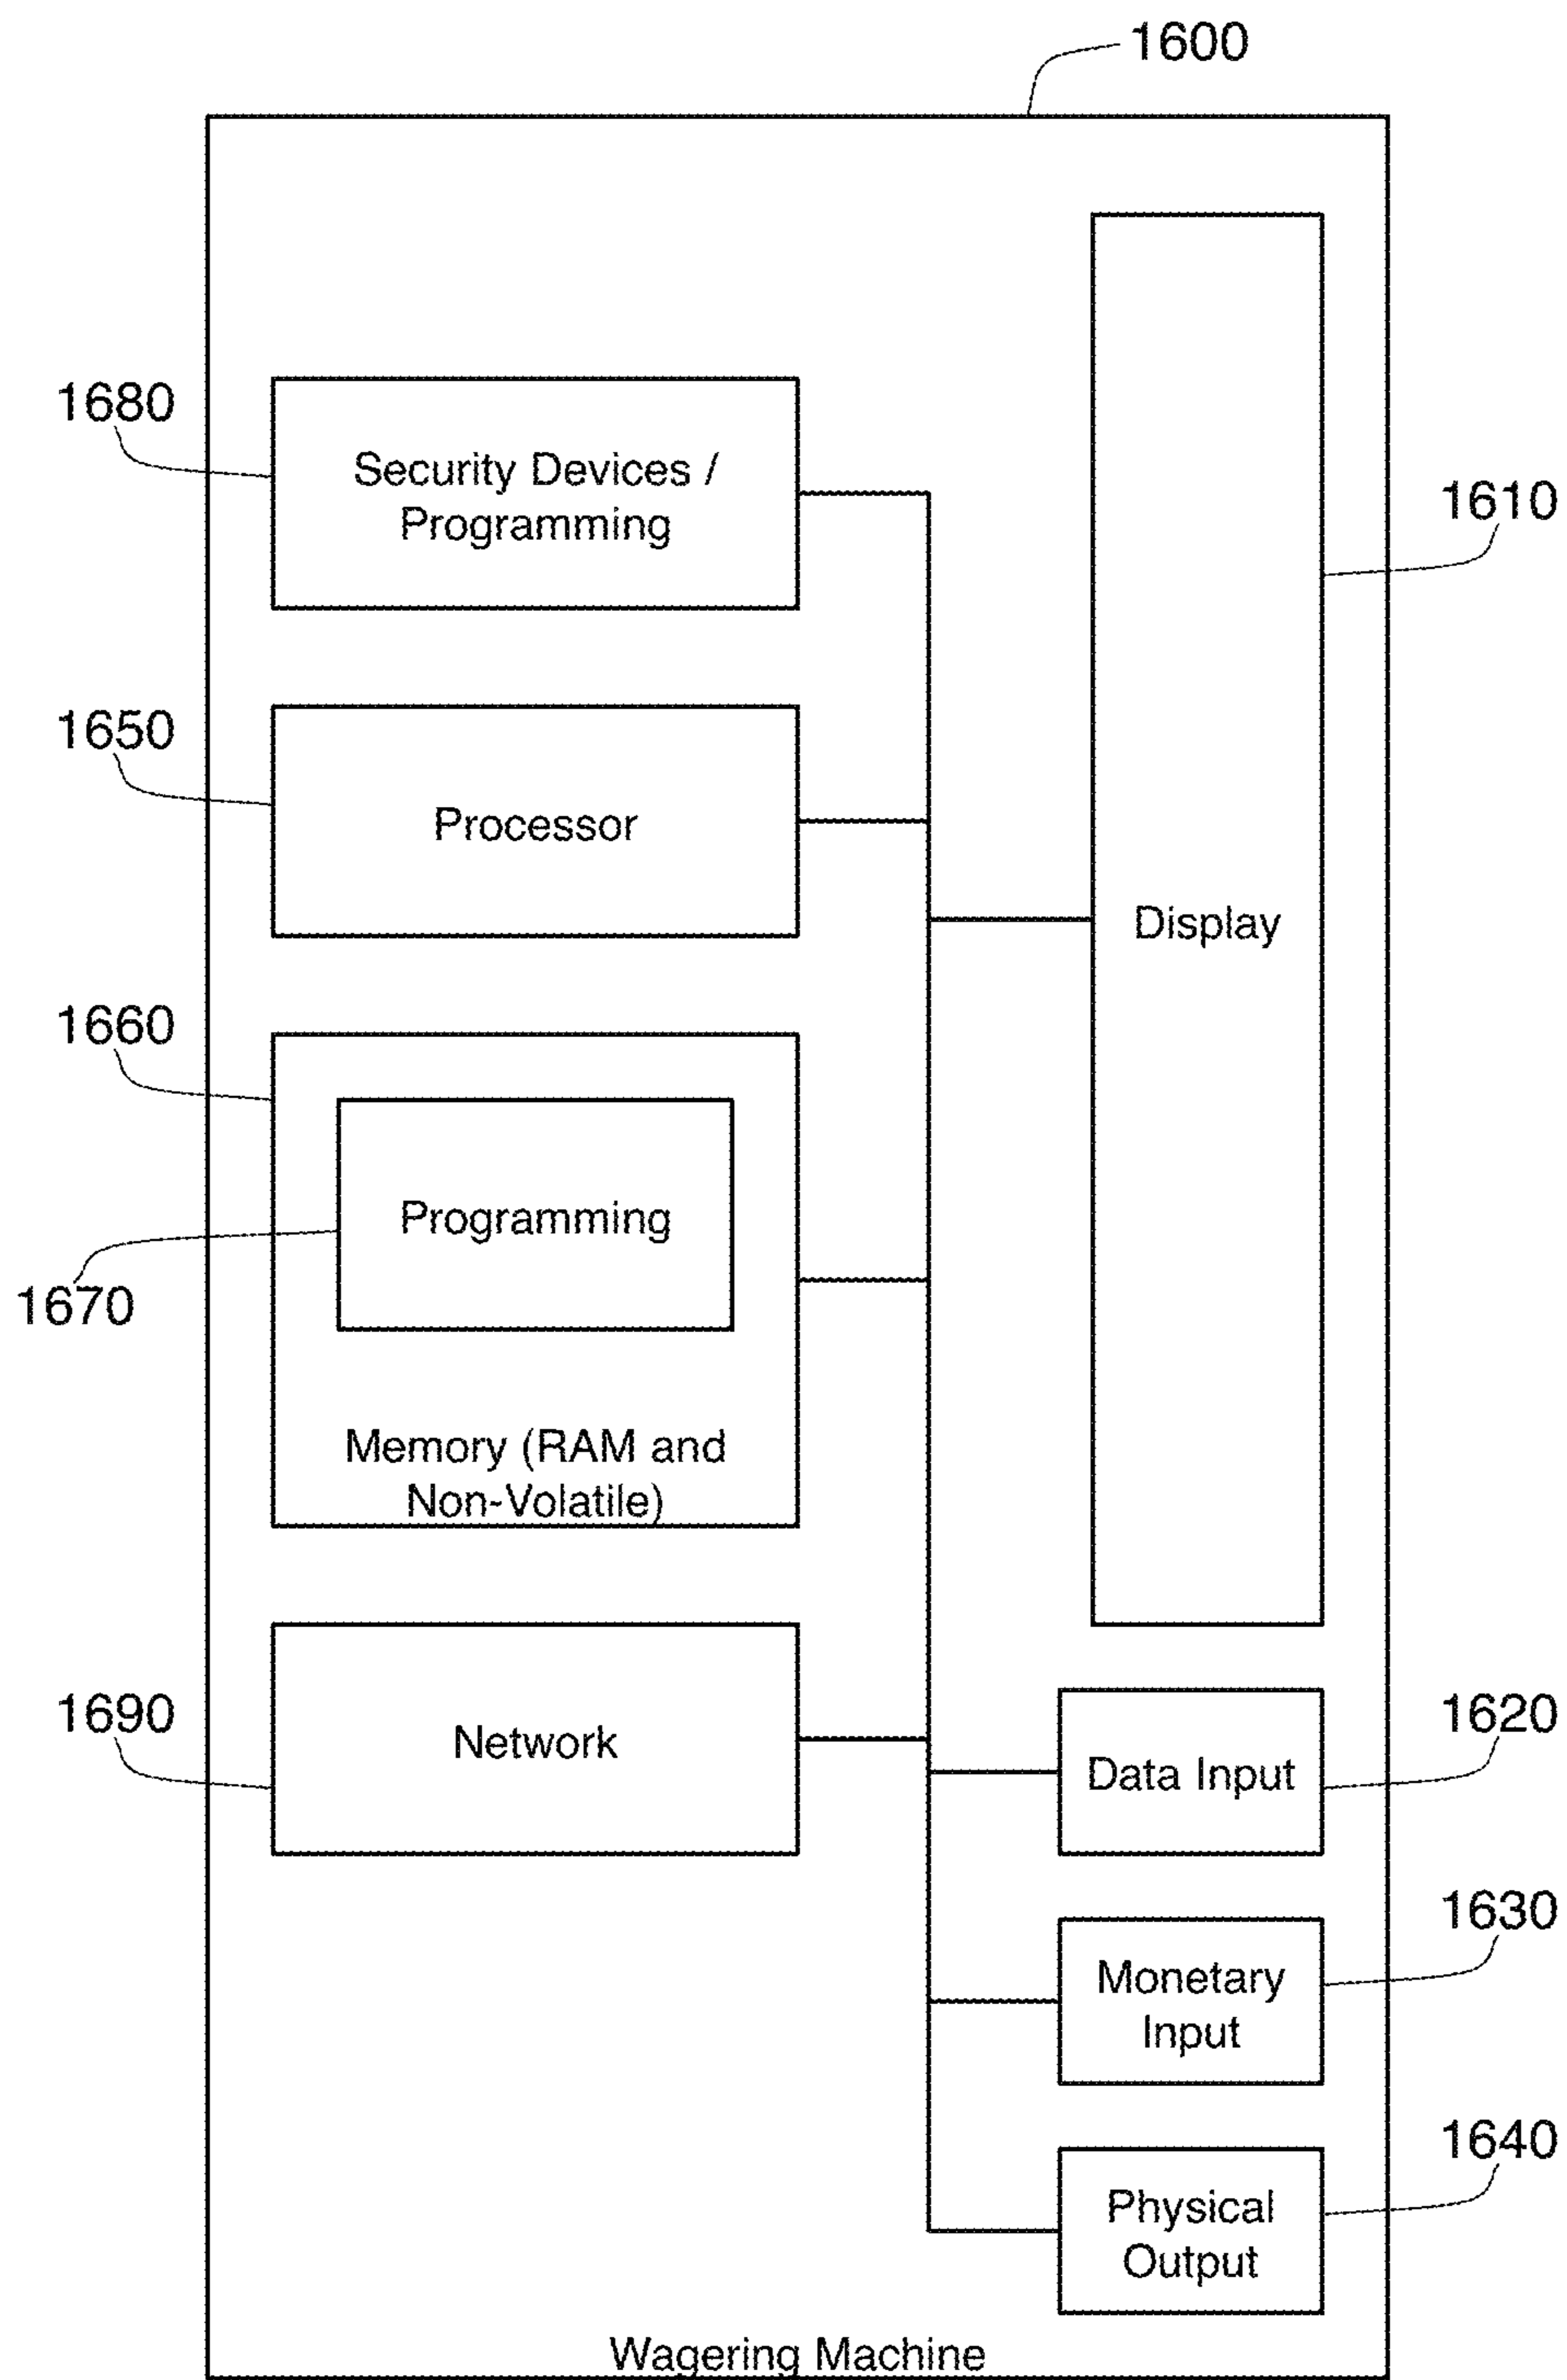 1600
1680
Security Devices /
Programming
1610
1650
Processor
Display
1660
Programming
1670
Memory (RAM and
Non-Volatile)
1690
Network
1620
Data Input
1630
Monetary
Input
1640
Physical
Output
Wagering Machine